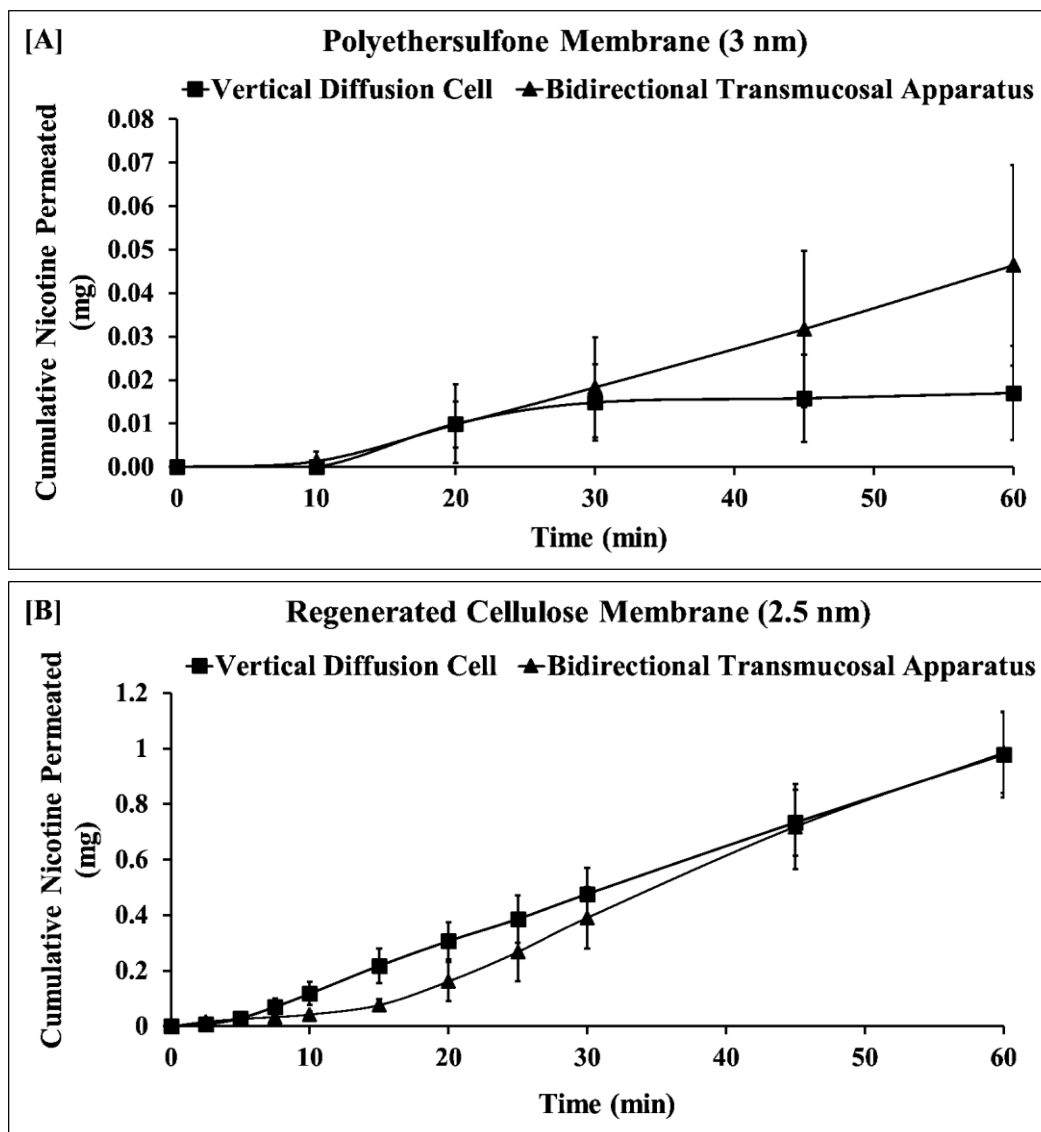 [A] Polyethersulfone Membrane (3 nm)
Vertical Diffusion Cell Bidirectional Transmucosal Apparatus
Cumulative Nicotine Permeated
(mg)
0.08
0.07
0.06
0.05
0.04
0.03
0.02
0.01
0.00
0 10 20 30 40 50 60
Time (min)
[B] Regenerated Cellulose Membrane (2.5 nm)
Vertical Diffusion Cell Bidirectional Transmucosal Apparatus
Cumulative Nicotine Permeated
(mg)
1.2
1
0.8
0.6
0.4
0.2
0
0 10 20 30 40 50 60
Time (min)